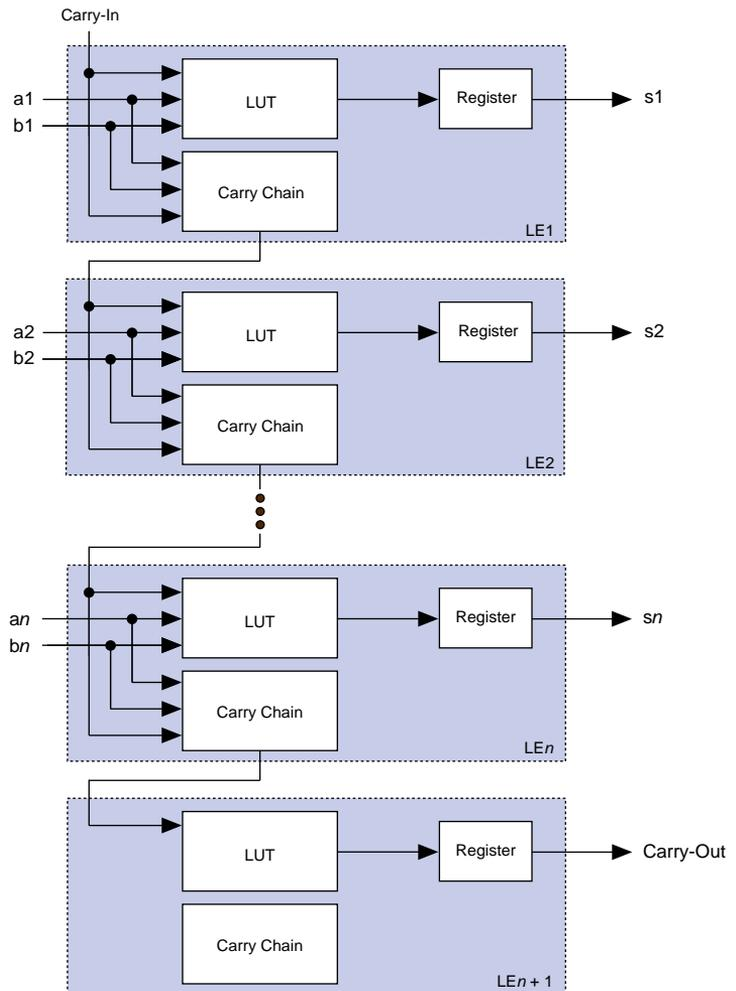 Carry-In
a1
b1
LUT
Register
s1
Carry Chain
LE1
a2
b2
LUT
Register
s2
Carry Chain
LE2
an
bn
LUT
Register
sn
Carry Chain
LEn
LUT
Register
Carry-Out
Carry Chain
LEn + 1